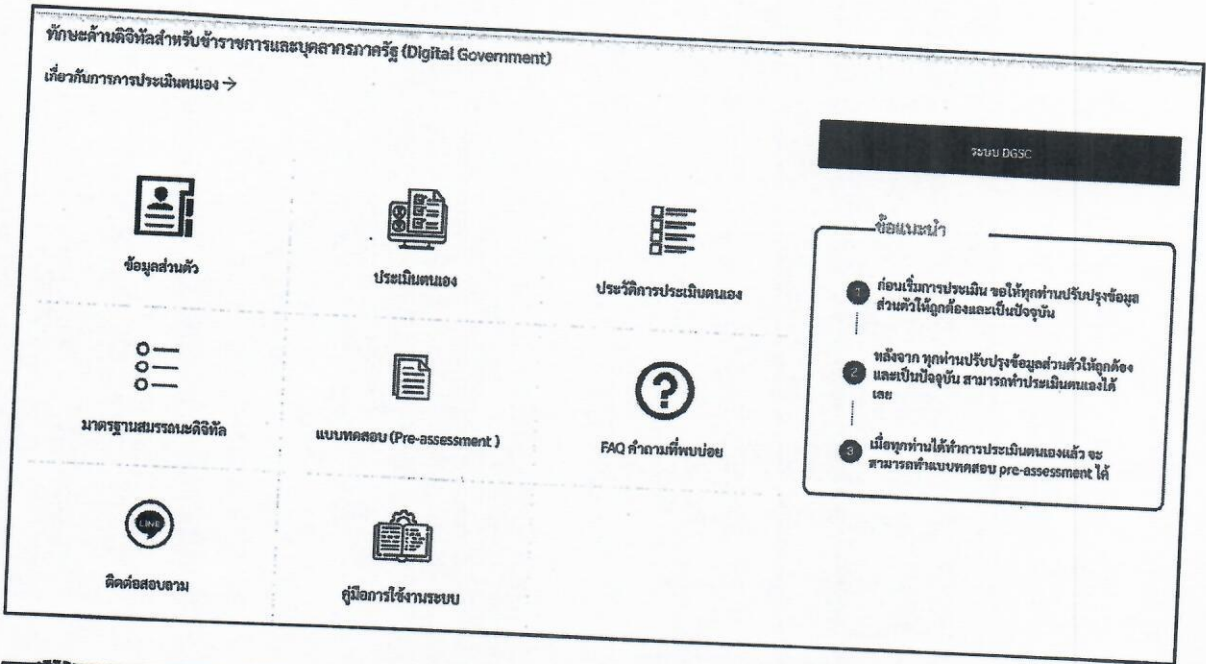 ทักษะด้านดิจิทัลสำหรับข้าราชการและบุคลากรภาครัฐ (Digital Government)
เกี่ยวกับการการประเมินตนเอง →
ข้อมูลส่วนตัว
ประเมินตนเอง
ประวัติการประเมินตนเอง
มาตรฐานสมรรถนะดิจิทัล
แบบทดสอบ (Pre-assessment )
FAQ คำถามที่พบบ่อย
LINE
ติดต่อสอบถาม
คู่มือการใช้งานระบบ
ระบบ DGSC
ข้อแนะนำ
1 ก่อนเริ่มการประเมิน ขอให้ทุกท่านปรับปรุงข้อมูล
ส่วนตัวให้ถูกต้องและเป็นปัจจุบัน
2 หลังจาก ทุกท่านปรับปรุงข้อมูลส่วนตัวให้ถูกต้อง
และเป็นปัจจุบัน สามารถทำประเมินตนเองได้
เลย
3 เมื่อทุกท่านได้ทำการประเมินตนเองแล้ว จะ
สามารถทำแบบทดสอบ pre-assessment ได้